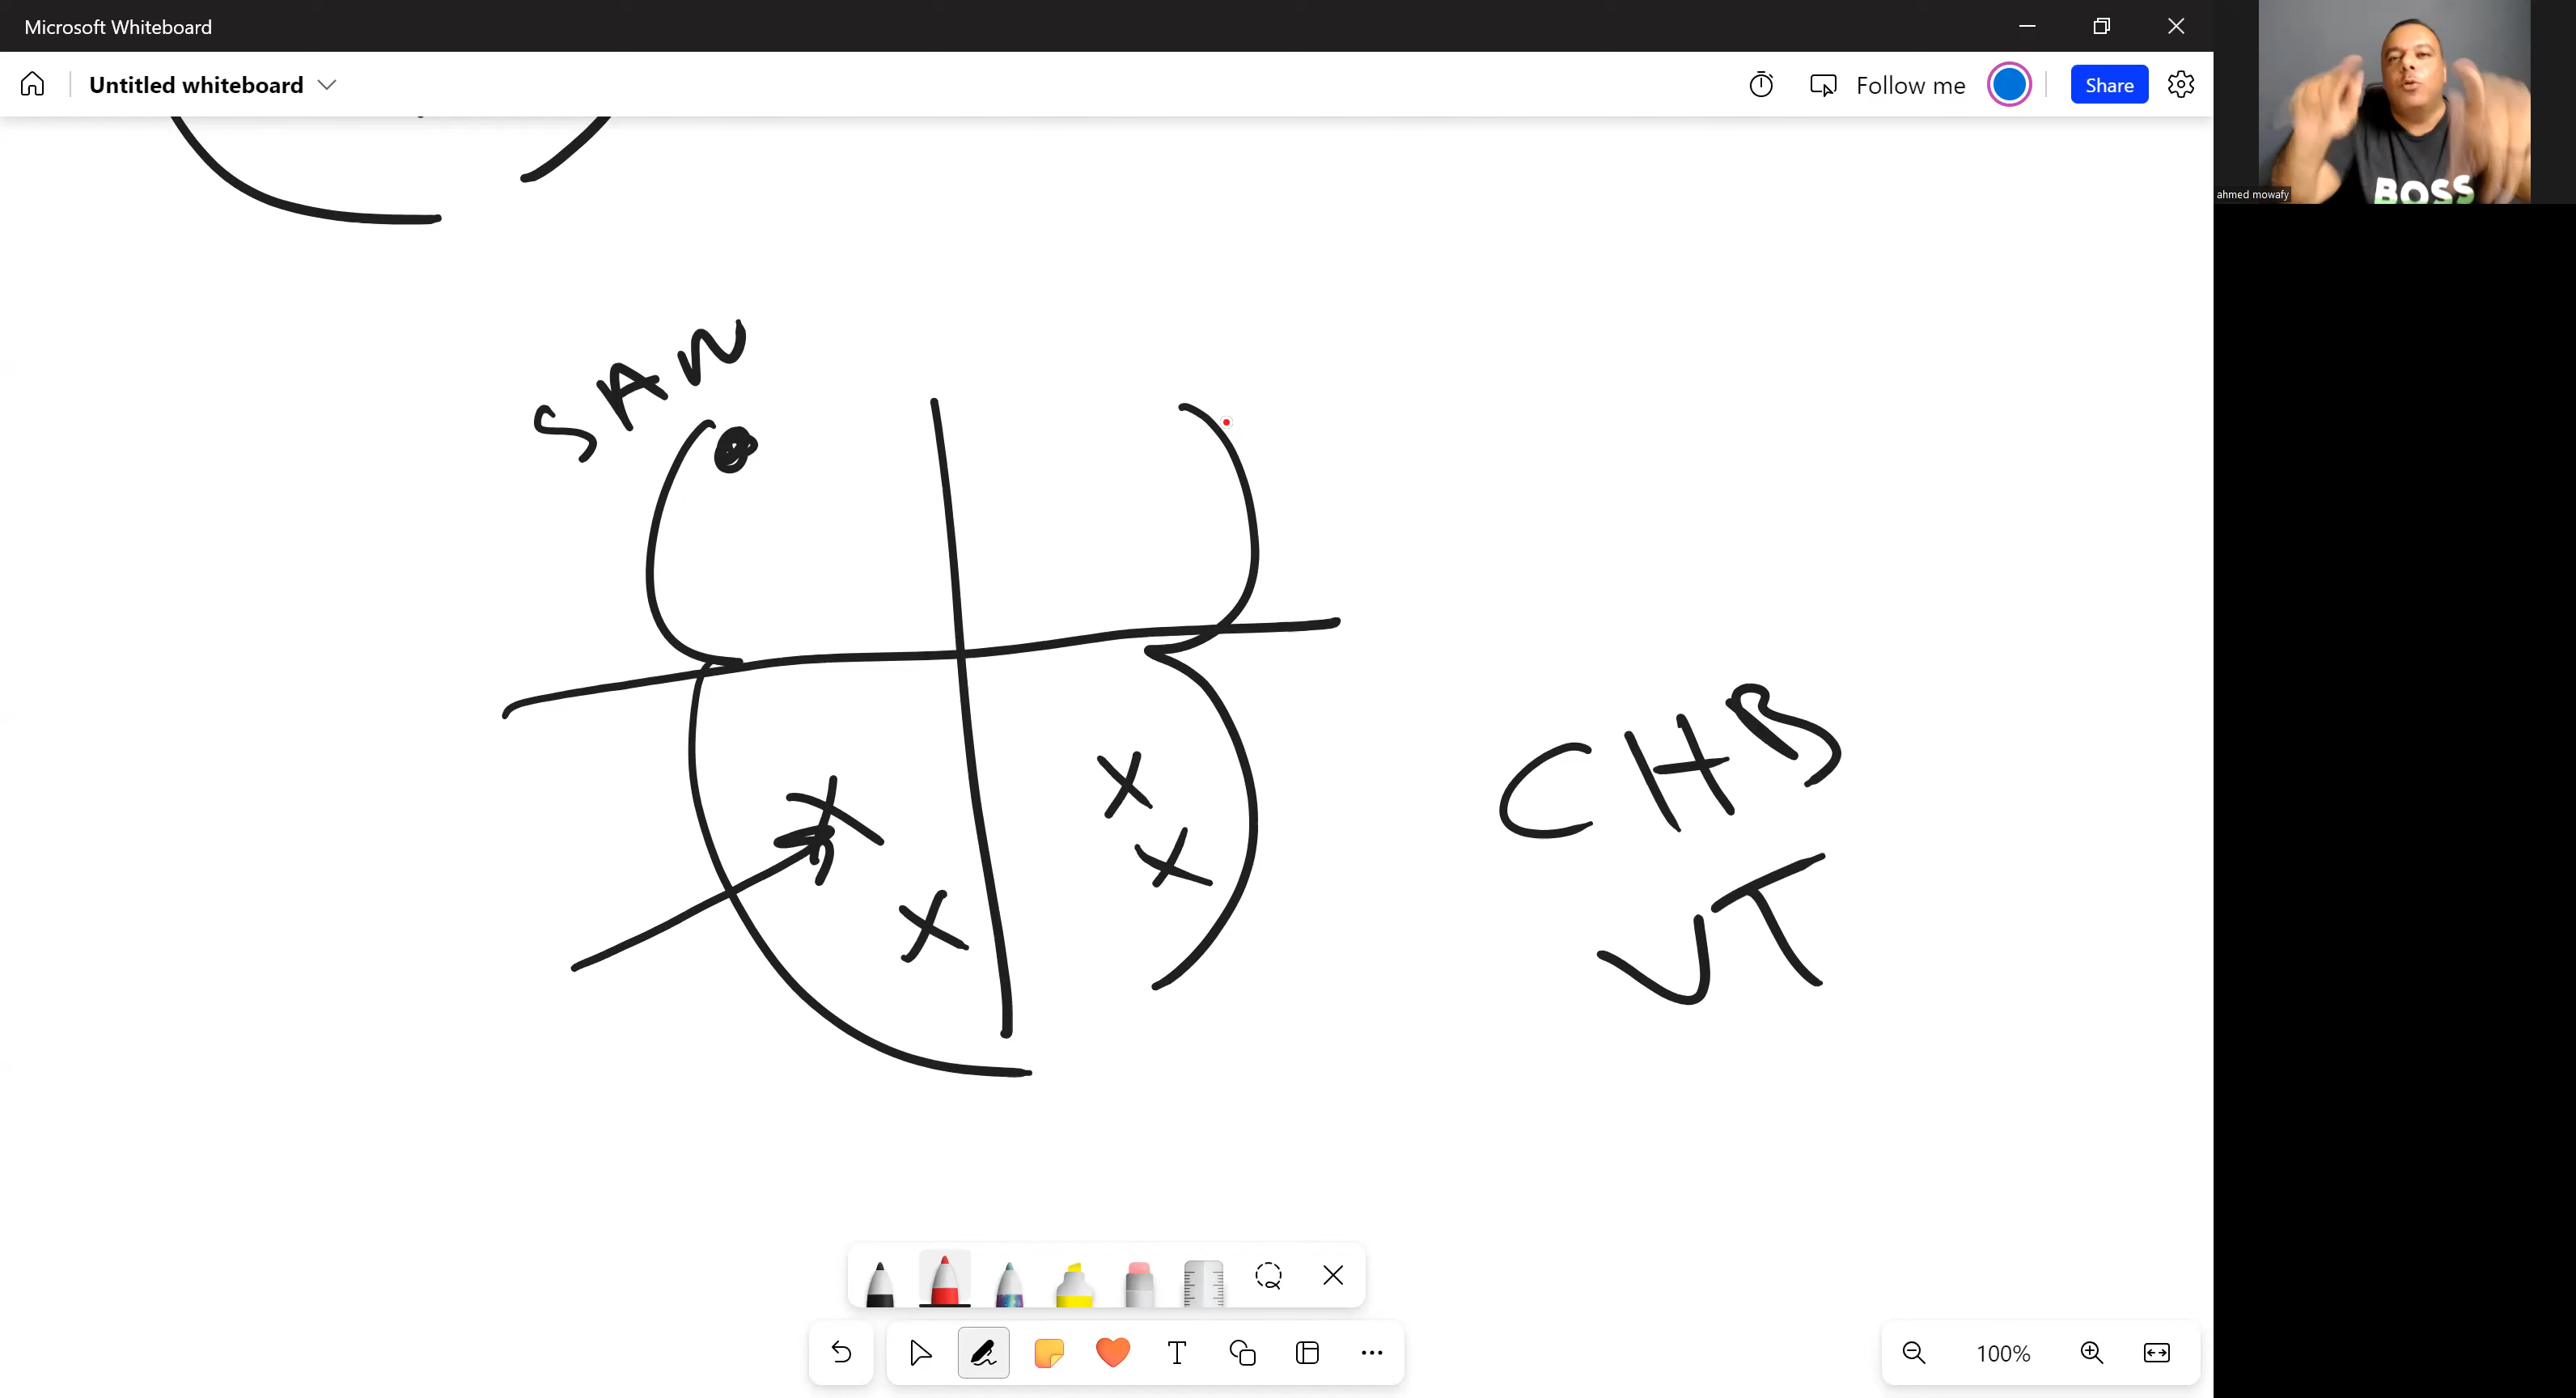 Microsoft Whiteboard
Untitled whiteboard
Follow me
Share
BOSS
ahmed mowafy
SAN
CHB
VT
100%